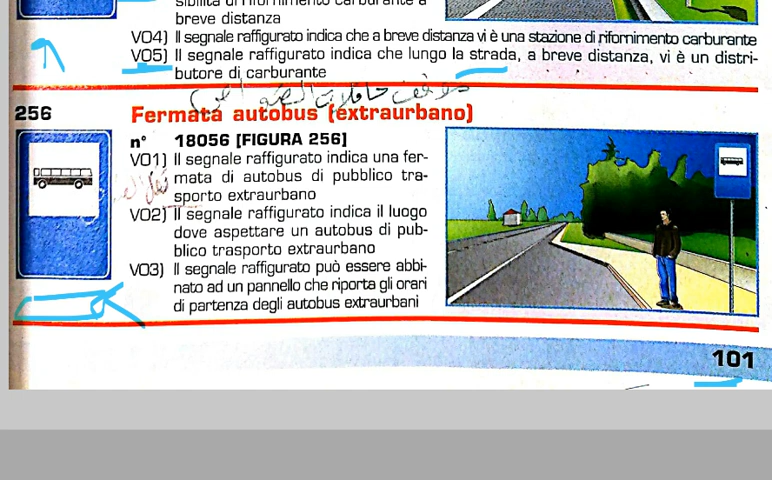 sibilità di rifornimento carburante a
breve distanza
V04) Il segnale raffigurato indica che a breve distanza vi è una stazione di rifornimento carburante
V05) Il segnale raffigurato indica che lungo la strada, a breve distanza, vi è un distri-
butore di carburante
256
Fermata autobus (extraurbano)
n° 18056 [FIGURA 256]
V01) Il segnale raffigurato indica una fer-
mata di autobus di pubblico tra-
sporto extraurbano
V02) Il segnale raffigurato indica il luogo
dove aspettare un autobus di pub-
blico trasporto extraurbano
V03) Il segnale raffigurato può essere abbi-
nato ad un pannello che riporta gli orari
di partenza degli autobus extraurbani
101